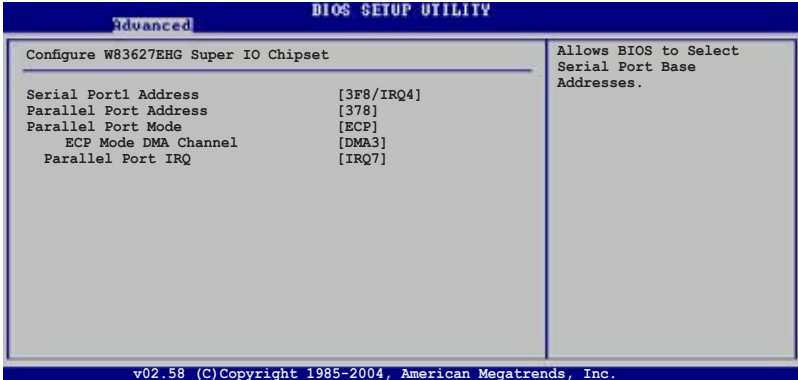 BIOS SETUP UTILITY
Advanced
Configure W83627EHG Super IO Chipset
Serial Port1 Address [3F8/IRQ4]
Parallel Port Address [378]
Parallel Port Mode [ECP]
ECP Mode DMA Channel [DMA3]
Parallel Port IRQ [IRQ7]
Allows BIOS to Select
Serial Port Base
Addresses.
v02.58 (C)Copyright 1985-2004, American Megatrends, Inc.